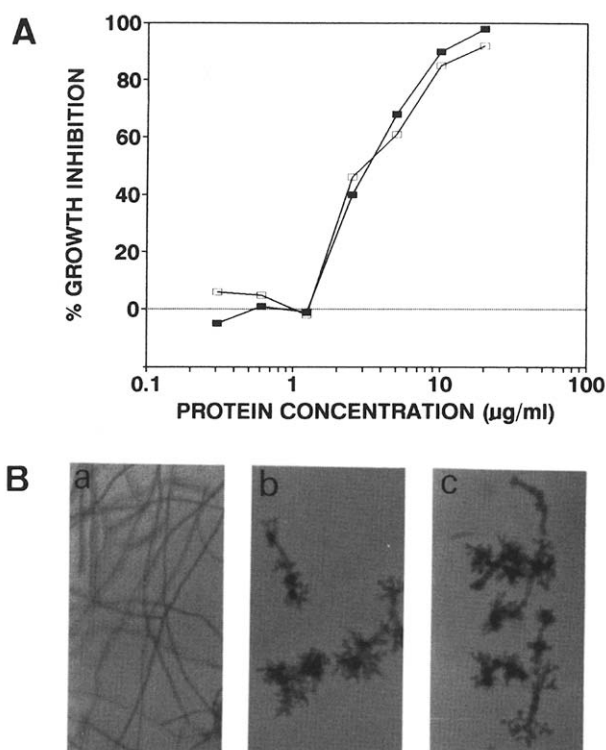 A
100
80
60
40
20
0
% GROWTH INHIBITION
0.1 1 10 100
PROTEIN CONCENTRATION (µg/ml)
B
a b c